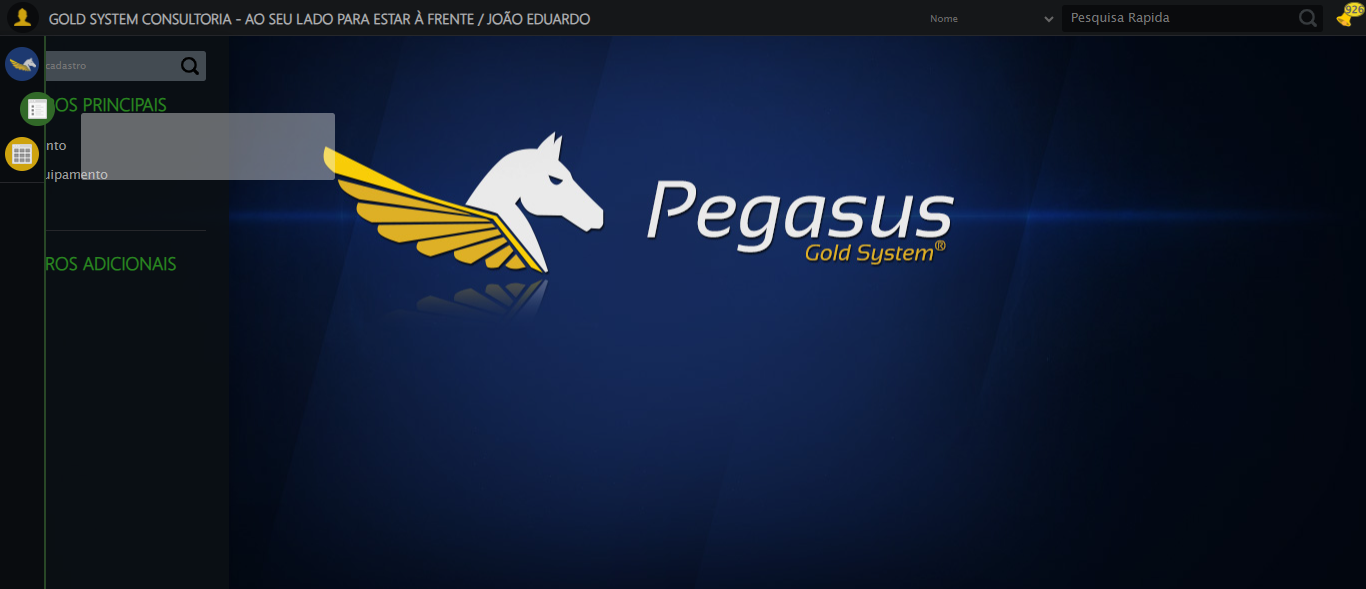 GOLD SYSTEM CONSULTORIA - AO SEU LADO PARA ESTAR À FRENTE / JOÃO EDUARDO
Nome
Pesquisa Rapida
926
cadastro
OS PRINCIPAIS
nto
uipamento
ROS ADICIONAIS
Pegasus
Gold System®